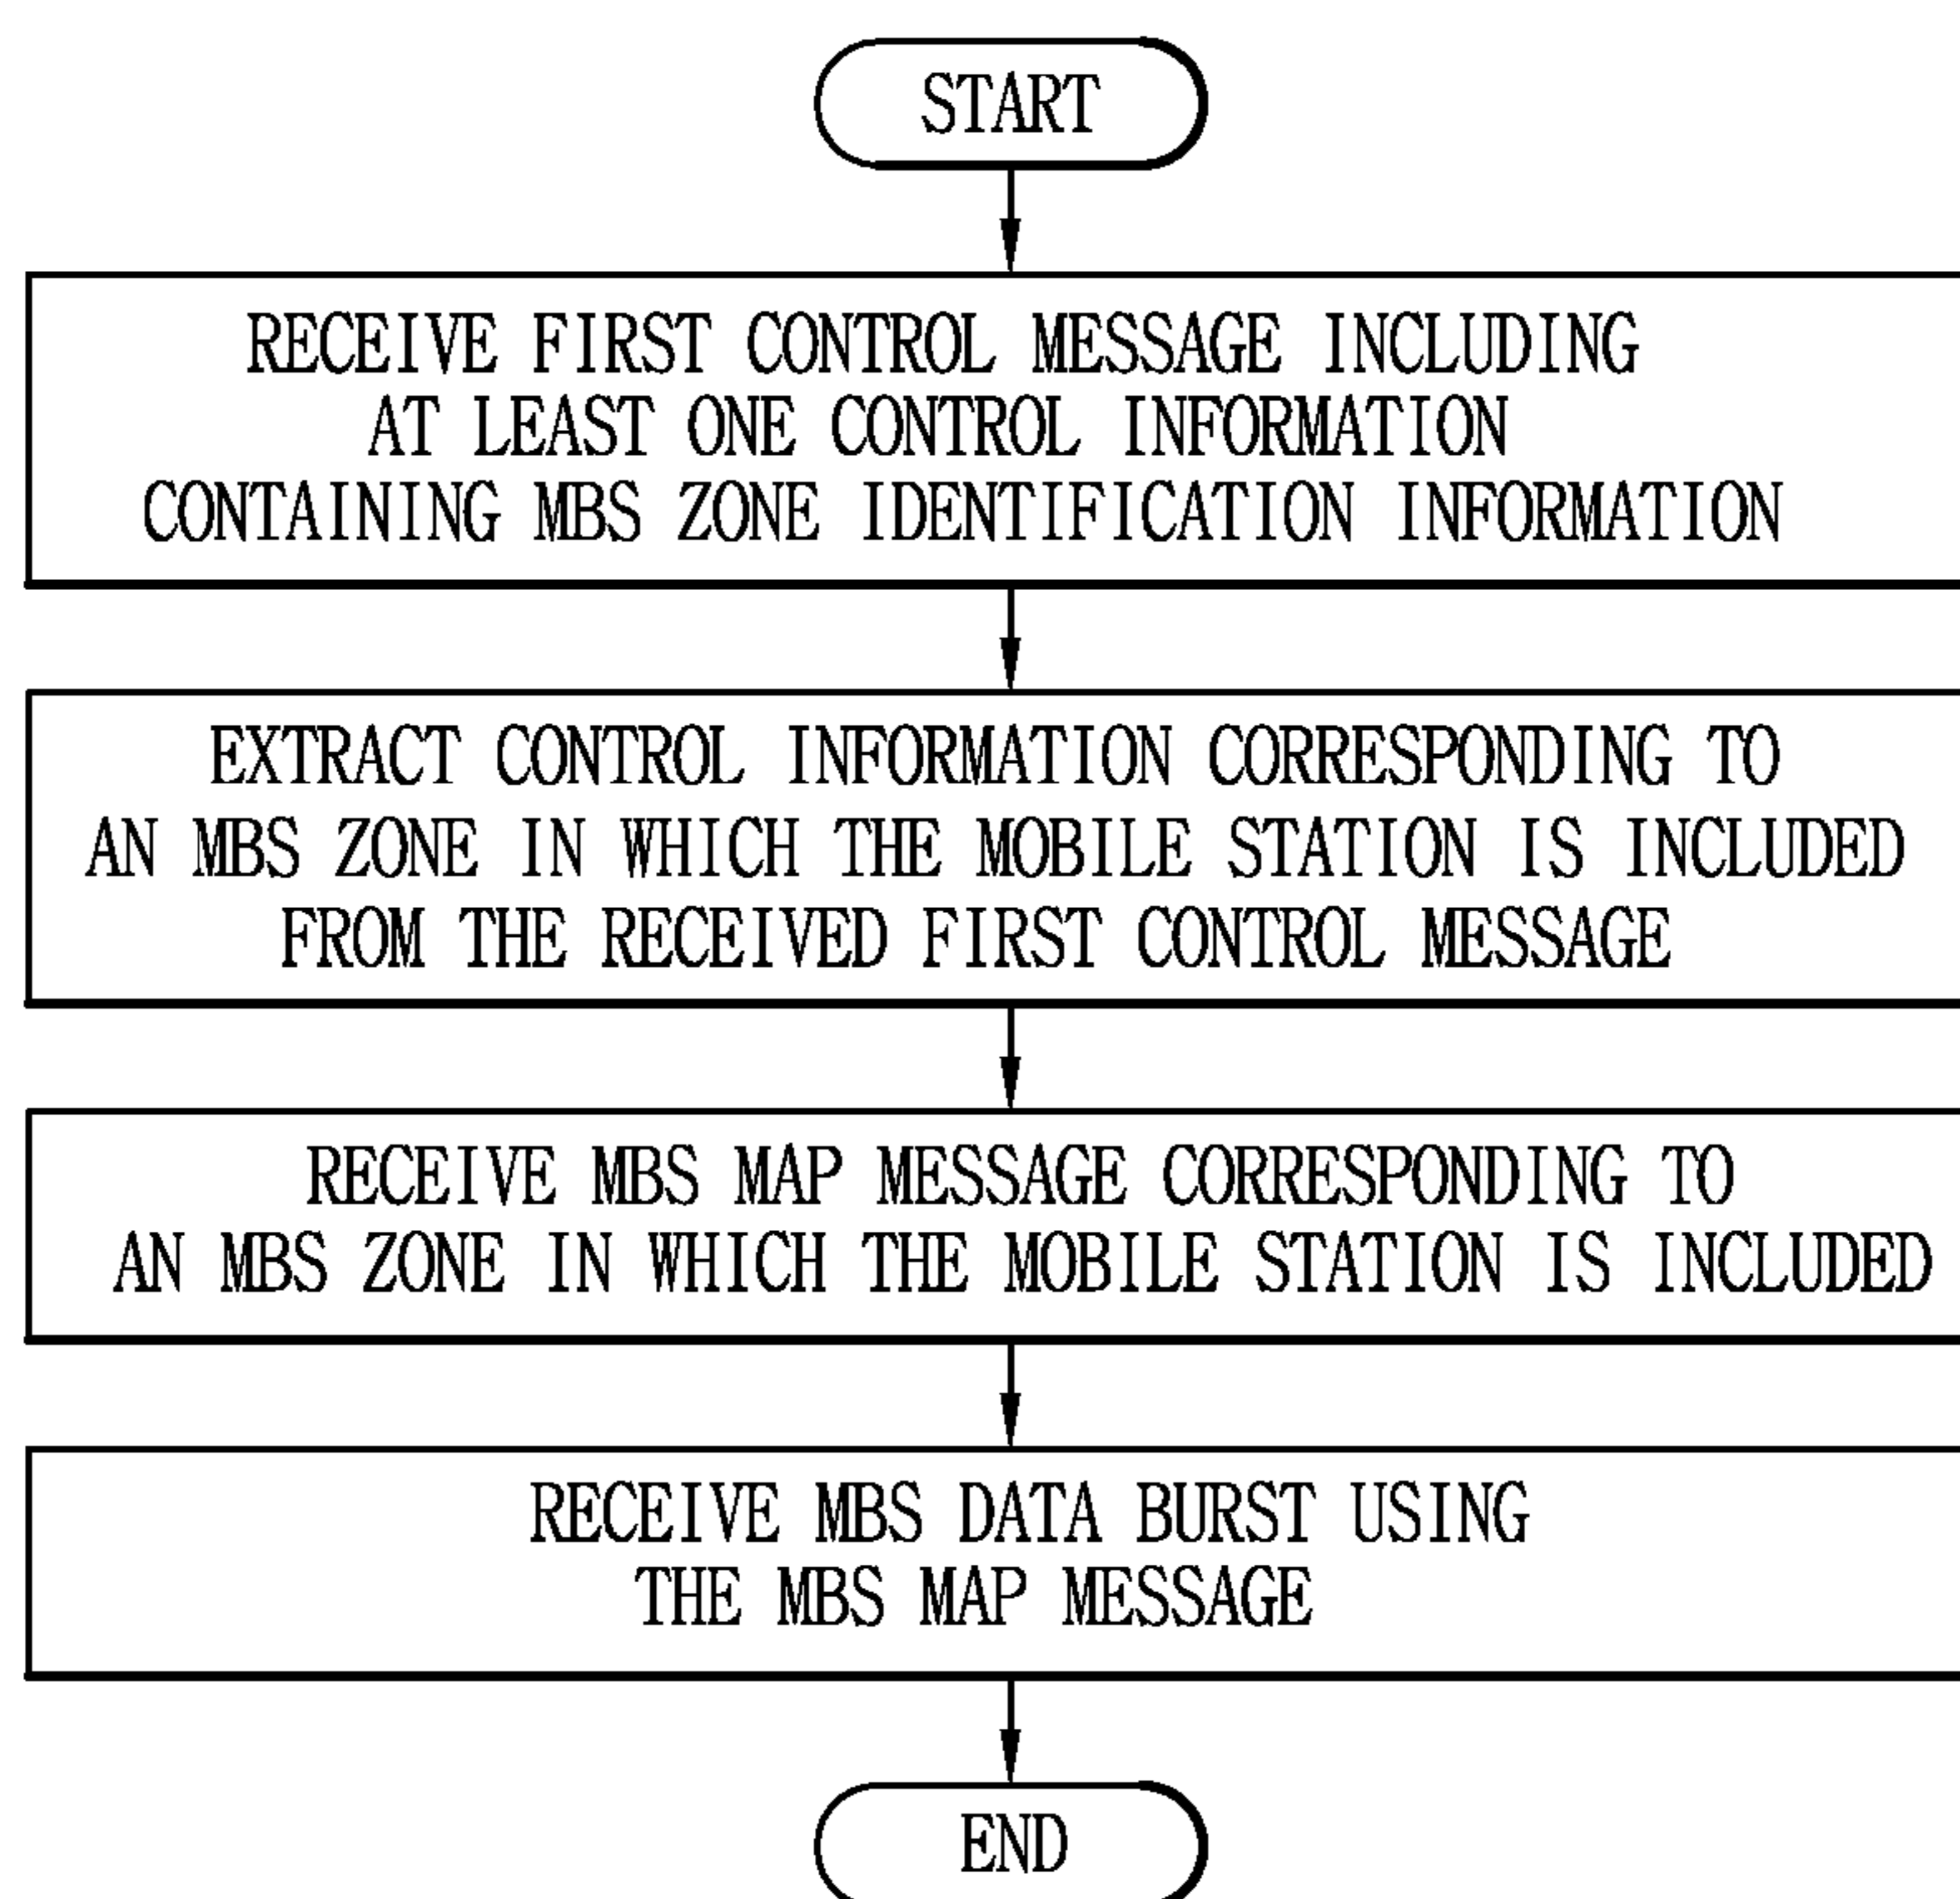 START
RECEIVE FIRST CONTROL MESSAGE INCLUDING
AT LEAST ONE CONTROL INFORMATION
CONTAINING MBS ZONE IDENTIFICATION INFORMATION
EXTRACT CONTROL INFORMATION CORRESPONDING TO
AN MBS ZONE IN WHICH THE MOBILE STATION IS INCLUDED
FROM THE RECEIVED FIRST CONTROL MESSAGE
RECEIVE MBS MAP MESSAGE CORRESPONDING TO
AN MBS ZONE IN WHICH THE MOBILE STATION IS INCLUDED
RECEIVE MBS DATA BURST USING
THE MBS MAP MESSAGE
END